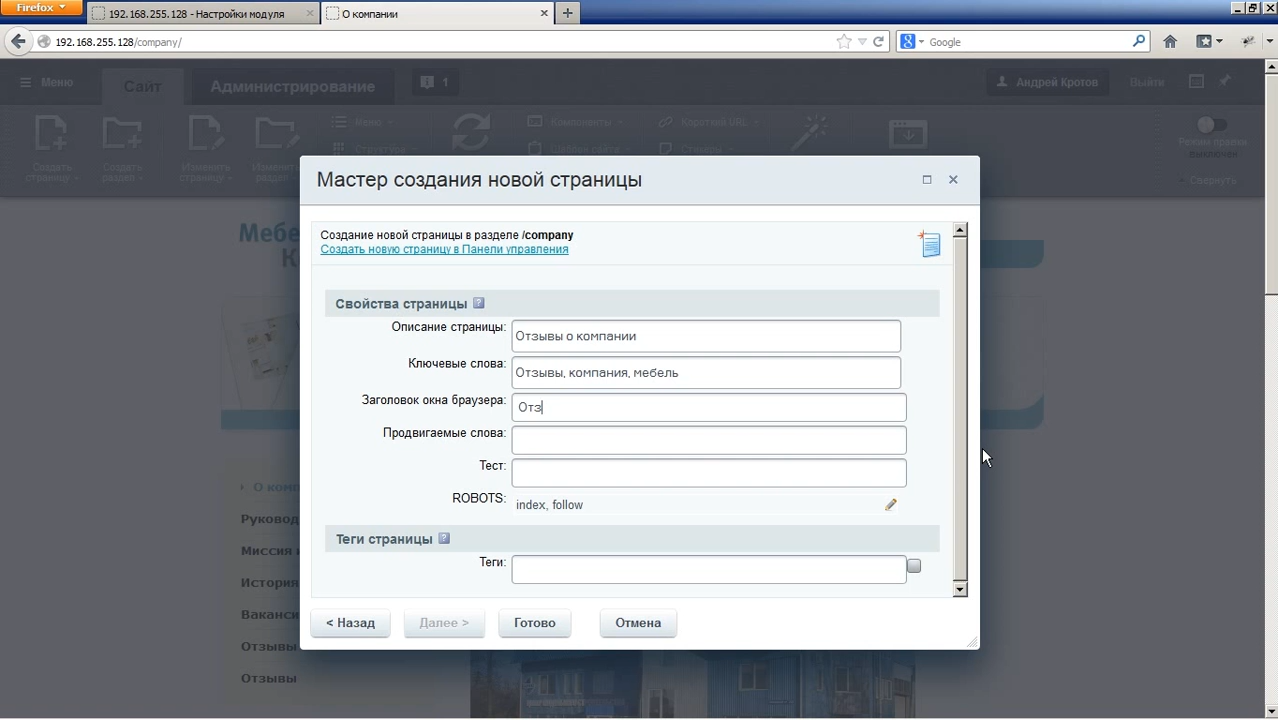 Firefox
192.168.255.128 - Настройки модуля
О компании
192.168.255.128/company/
Google
Меню
Сайт
Администрирование
1
Андрей Кротов
Выйти
Меню
Компоненты
Короткий URL
Структура
Шаблон сайта
Стикеры
Создать страницу
Создать раздел
Изменить страницу
Изменить раздел
Режим правки
выключен
Свернуть
Мастер создания новой страницы
Создание новой страницы в разделе /company
Создать новую страницу в Панели управления
Свойства страницы
Описание страницы: Отзывы о компании
Ключевые слова: Отзывы, компания, мебель
Заголовок окна браузера: Отз
Продвигаемые слова:
Тест:
ROBOTS: index, follow
Теги страницы
Теги:
< Назад
Далее >
Готово
Отмена
Мебе
К
О комп
Руковод
Миссия и
История
Ваканси
Отзывы
Отзывы